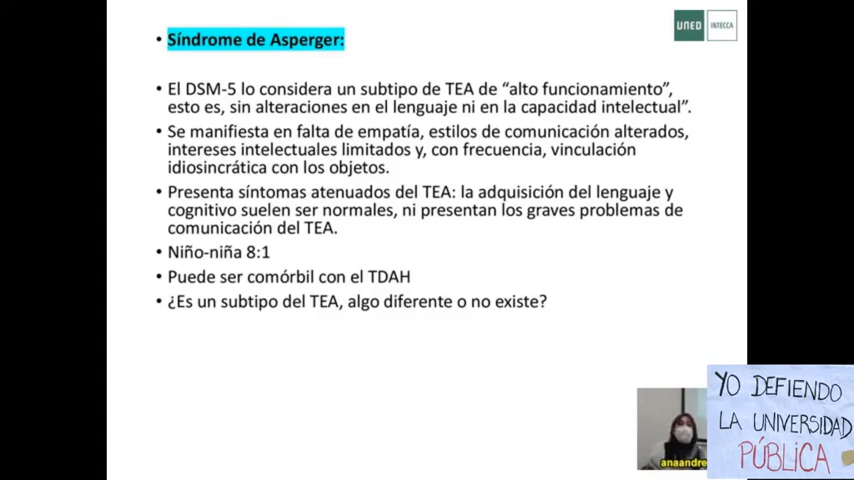 • Síndrome de Asperger:
UNED INTECCA
• El DSM-5 lo considera un subtipo de TEA de “alto funcionamiento”,
esto es, sin alteraciones en el lenguaje ni en la capacidad intelectual”.
• Se manifiesta en falta de empatía, estilos de comunicación alterados,
intereses intelectuales limitados y, con frecuencia, vinculación
idiosincrática con los objetos.
• Presenta síntomas atenuados del TEA: la adquisición del lenguaje y
cognitivo suelen ser normales, ni presentan los graves problemas de
comunicación del TEA.
• Niño-niña 8:1
• Puede ser comórbil con el TDAH
• ¿Es un subtipo del TEA, algo diferente o no existe?
anaandre
YO DEFIENDO
LA UNIVERSIDAD
PÚBLICA